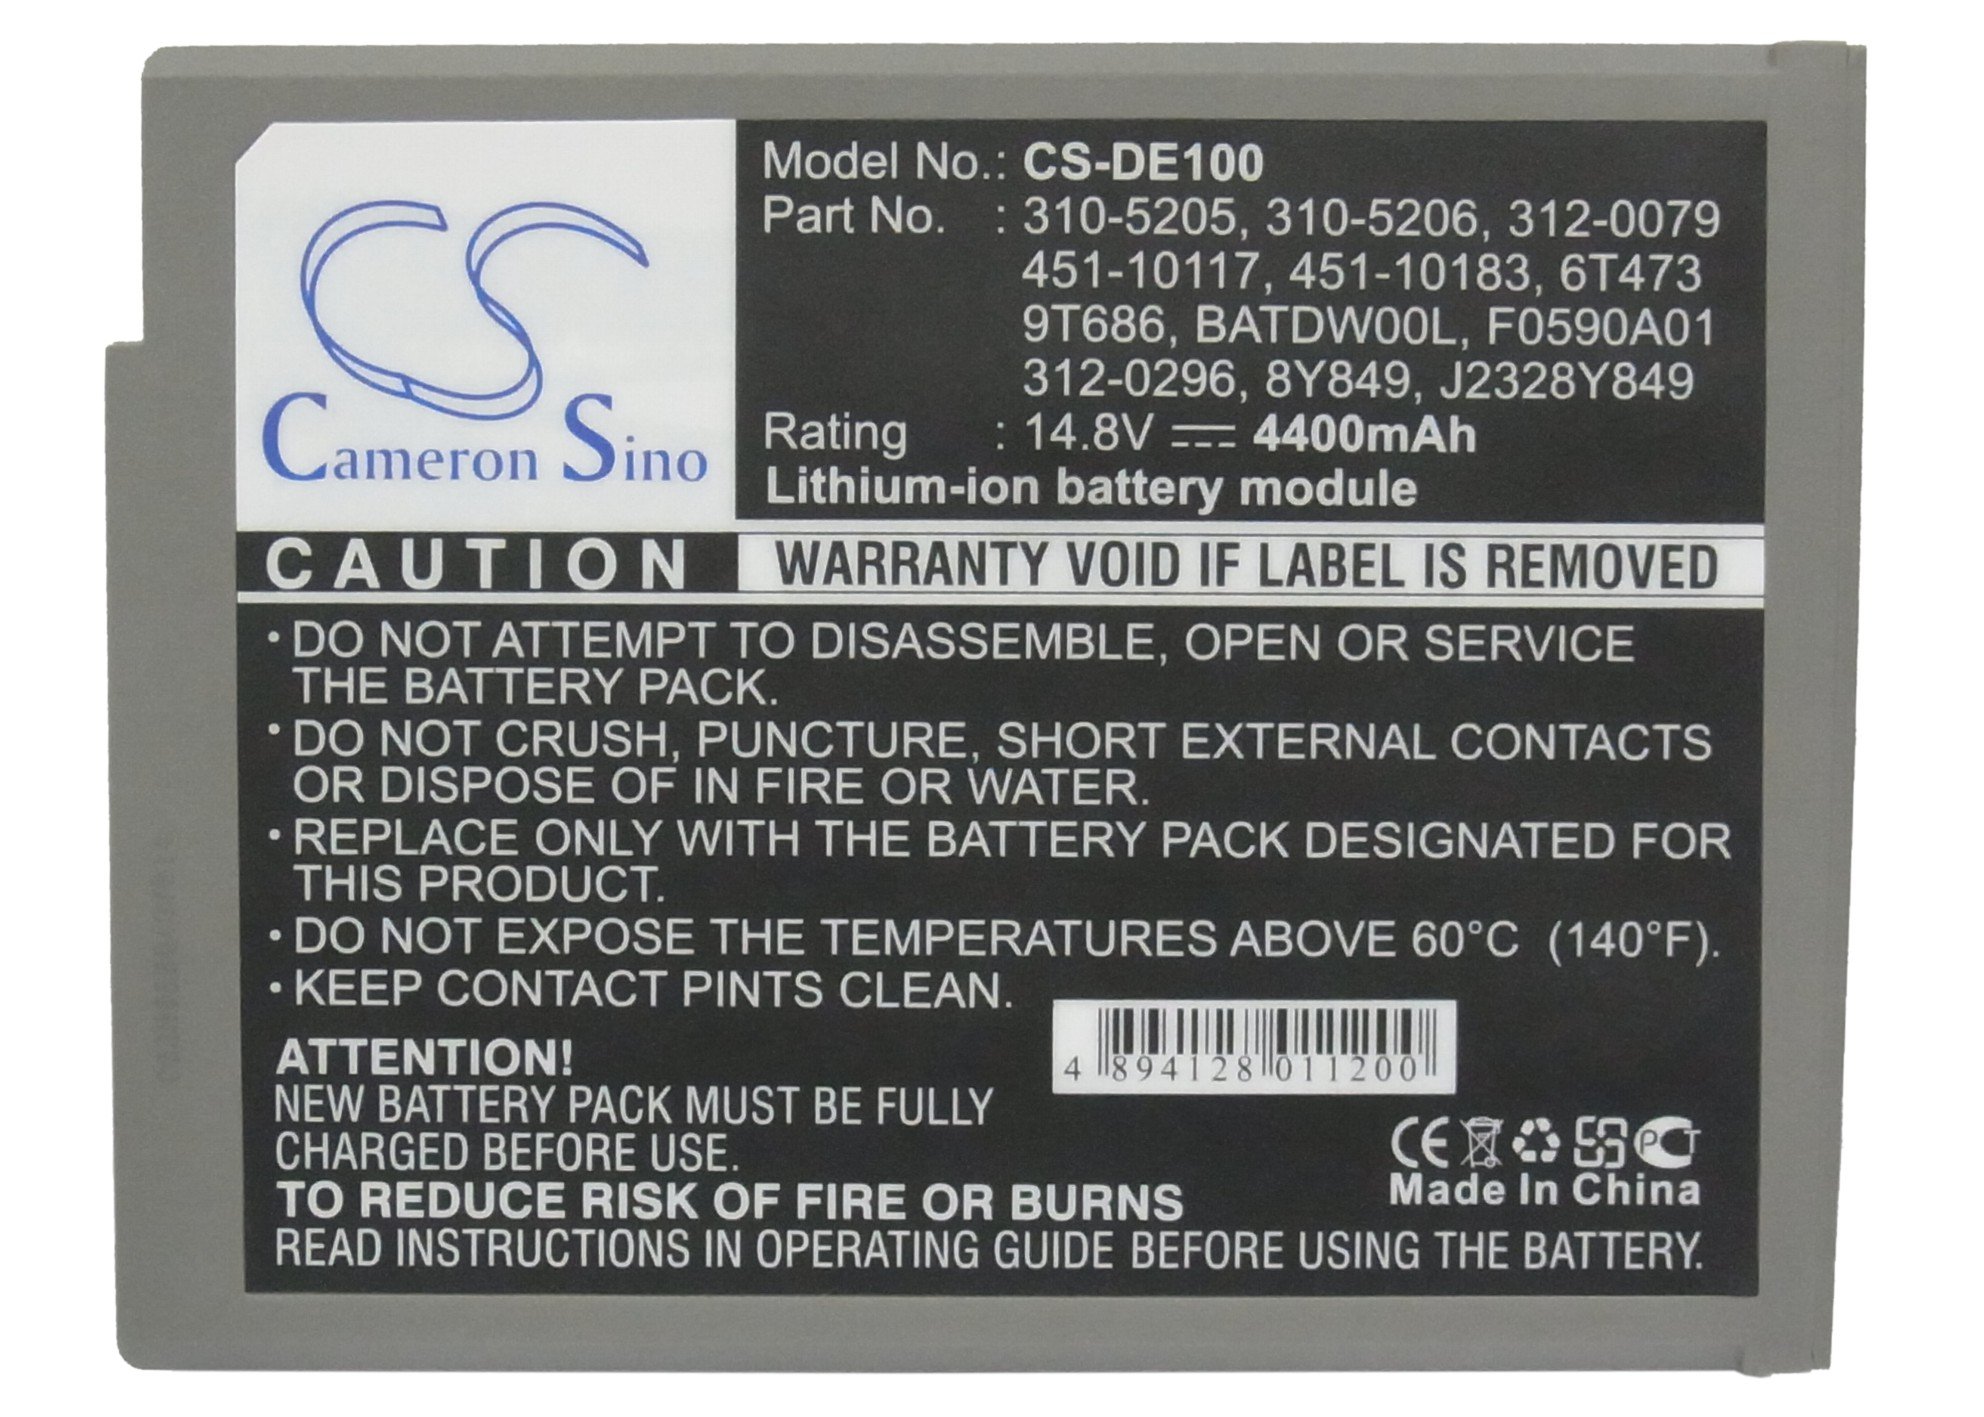 CS
Cameron Sino
Model No.: CS-DE100
Part No. : 310-5205, 310-5206, 312-0079
451-10117, 451-10183, 6T473
9T686, BATDW00L, F0590A01
312-0296, 8Y849, J2328Y849
Rating : 14.8V 4400mAh
Lithium-ion battery module
CAUTION WARRANTY VOID IF LABEL IS REMOVED
• DO NOT ATTEMPT TO DISASSEMBLE, OPEN OR SERVICE
THE BATTERY PACK.
• DO NOT CRUSH, PUNCTURE, SHORT EXTERNAL CONTACTS
OR DISPOSE OF IN FIRE OR WATER.
• REPLACE ONLY WITH THE BATTERY PACK DESIGNATED FOR
THIS PRODUCT.
• DO NOT EXPOSE THE TEMPERATURES ABOVE 60°C (140°F).
• KEEP CONTACT PINTS CLEAN.
4 894128 011200
ATTENTION!
NEW BATTERY PACK MUST BE FULLY
CHARGED BEFORE USE.
CE PCT
Made In China
TO REDUCE RISK OF FIRE OR BURNS
READ INSTRUCTIONS IN OPERATING GUIDE BEFORE USING THE BATTERY.